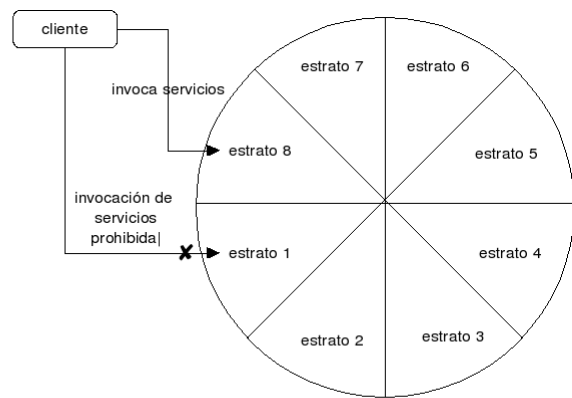 cliente
estrato 7
estrato 6
invoca servicios
estrato 8
estrato 5
invocación de
servicios
prohibida|
estrato 1
estrato 4
estrato 2
estrato 3